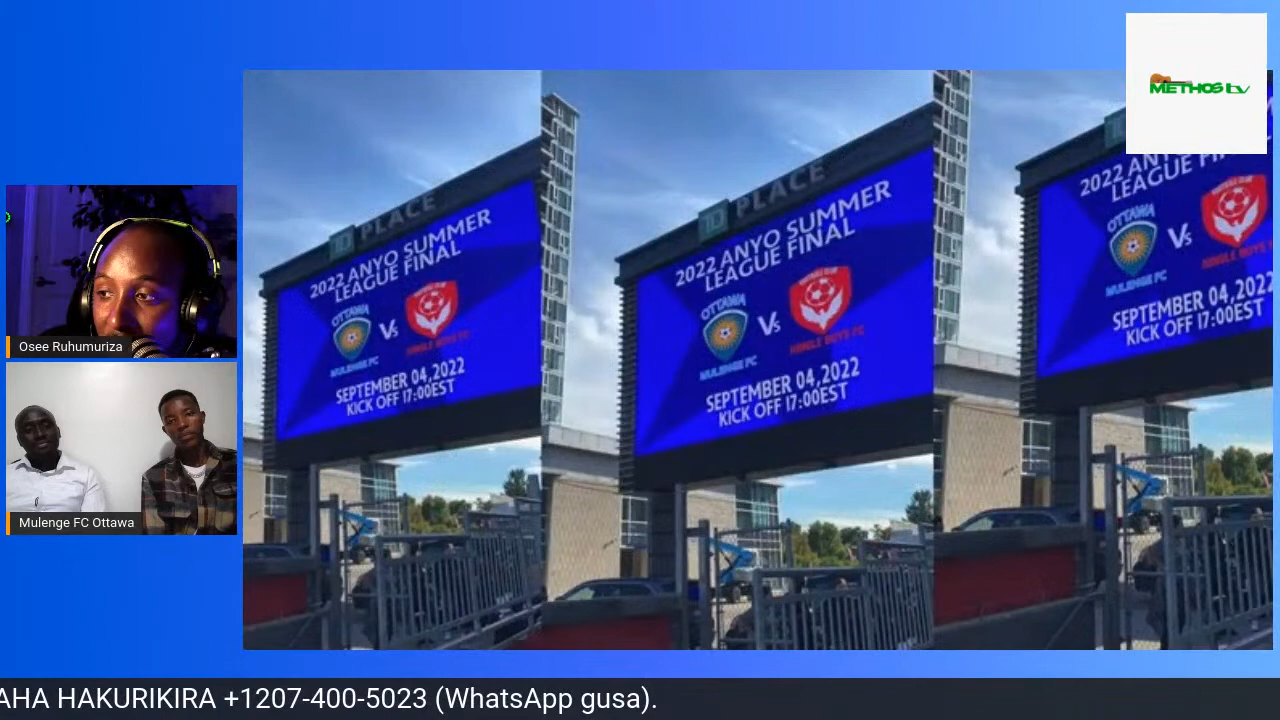 METHOS tv
TD PLACE
2022 ANYO SUMMER
LEAGUE FINAL
OTTAWA
Vs
MULENGE FC
SEPTEMBER 04,2022
KICK OFF 17:00EST
TD PLACE
2022 ANYO SUMMER
LEAGUE FINAL
OTTAWA
Vs
MULENGE FC
SEPTEMBER 04,2022
KICK OFF 17:00EST
2022 ANYO
LEAGUE
OTTAWA
Vs
MULENGE FC
SEPTEMBER 04,2022
KICK OFF 17:00EST
Osee Ruhumuriza
Mulenge FC Ottawa
AHA HAKURIKIRA +1207-400-5023 (WhatsApp gusa).